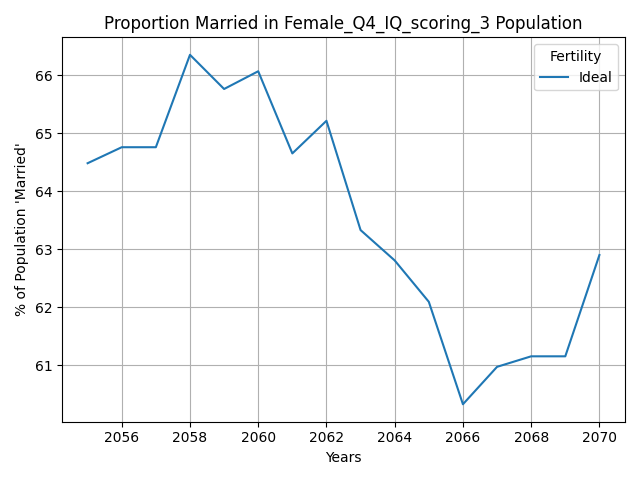 Proportion Married in Female_Q4_IQ_scoring_3 Population
Fertility
Ideal
% of Population 'Married'
66
65
64
63
62
61
2056 2058 2060 2062 2064 2066 2068 2070
Years